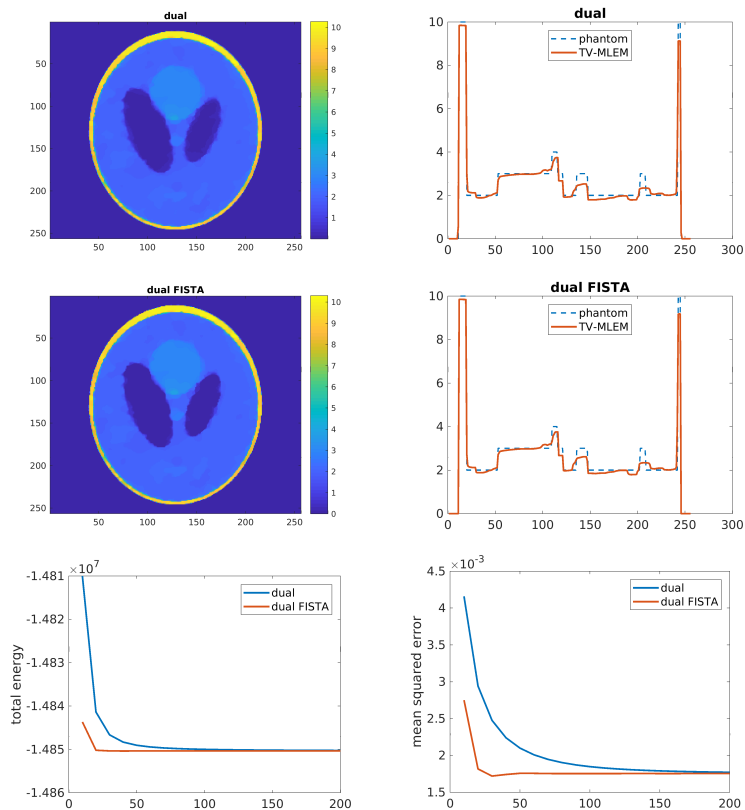 dual
50
100
150
200
250
50 100 150 200 250
10
9
8
7
6
5
4
3
2
1
dual
10
8
6
4
2
0
0 50 100 150 200 250 300
phantom
TV-MLEM
dual FISTA
50
100
150
200
250
50 100 150 200 250
10
9
8
7
6
5
4
3
2
1
0
dual FISTA
10
8
6
4
2
0
0 50 100 150 200 250 300
phantom
TV-MLEM
×10^7
-1.481
-1.482
-1.483
-1.484
-1.485
-1.486
total energy
0 50 100 150 200
dual
dual FISTA
×10^-3
4.5
4
3.5
3
2.5
2
1.5
mean squared error
0 50 100 150 200
dual
dual FISTA